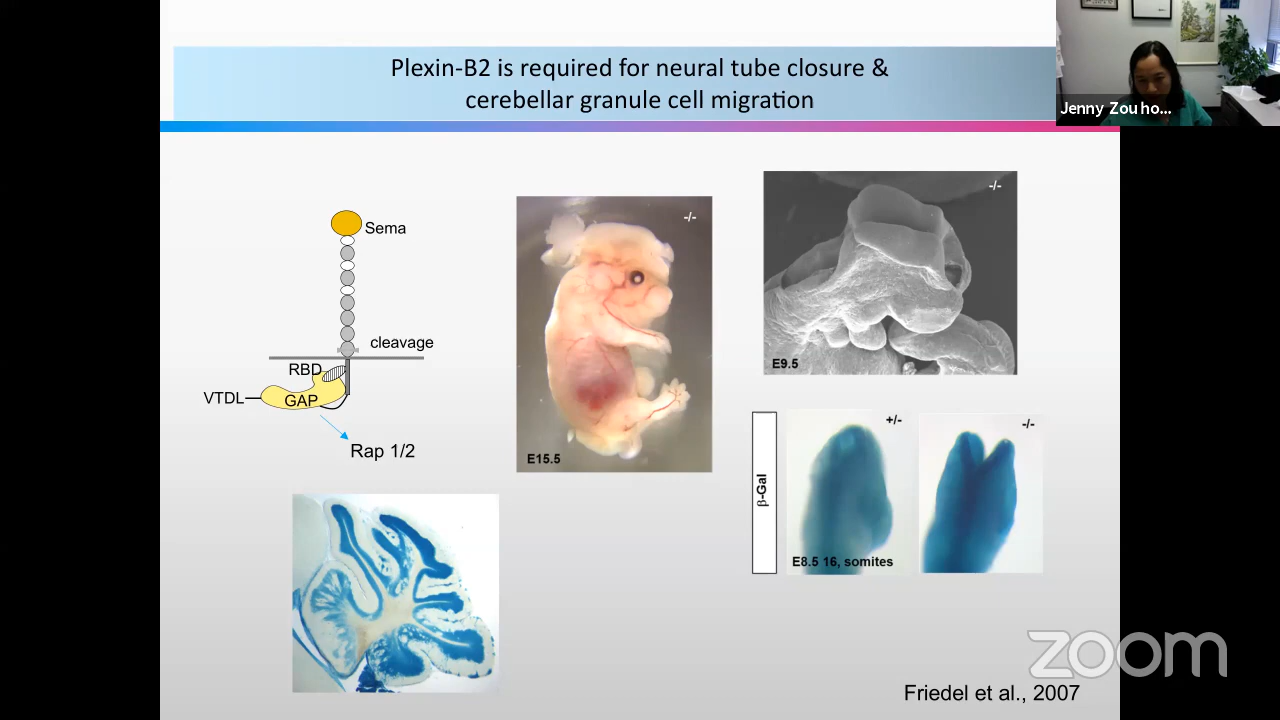 Plexin-B2 is required for neural tube closure &
cerebellar granule cell migration
Jenny Zou ho...
Sema
cleavage
RBD
VTDL
GAP
Rap 1/2
-/-
E15.5
-/-
E9.5
β-Gal
+/-
E8.5 16, somites
-/-
zoom
Friedel et al., 2007